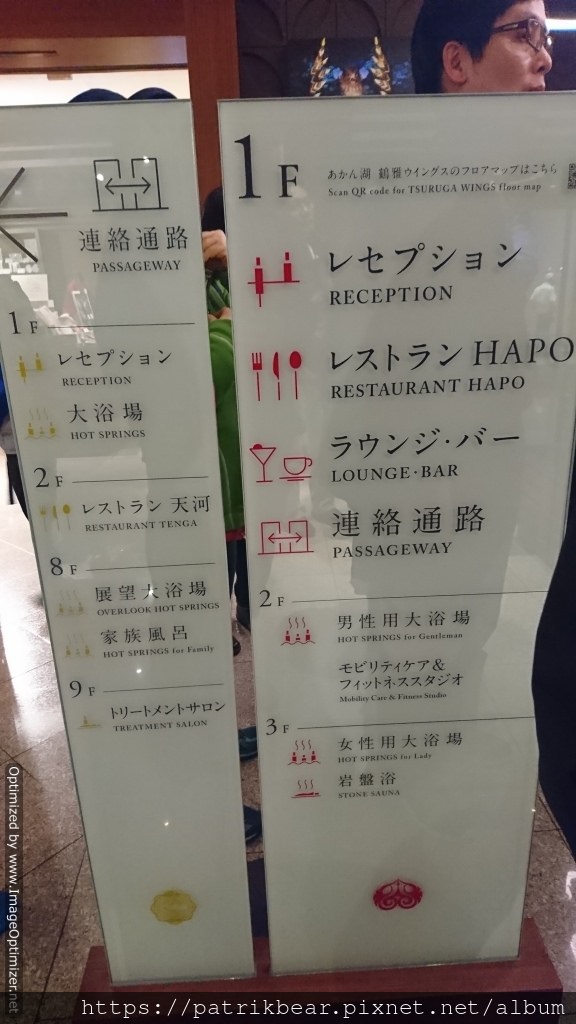 連絡通路
PASSAGEWAY
1F
レセプション
RECEPTION
大浴場
HOT SPRINGS
2F
レストラン 天河
RESTAURANT TENGA
8F
展望大浴場
OVERLOOK HOT SPRINGS
家族風呂
HOT SPRINGS for Family
9F
トリートメントサロン
TREATMENT SALON
1F
あかん湖 鶴雅ウイングスのフロアマップはこちら
Scan QR code for TSURUGA WINGS floor map
レセプション
RECEPTION
レストラン HAPO
RESTAURANT HAPO
ラウンジ・バー
LOUNGE・BAR
連絡通路
PASSAGEWAY
2F
男性用大浴場
HOT SPRINGS for Gentleman
モビリティケア&
フィットネススタジオ
Mobility Care & Fitness Studio
3F
女性用大浴場
HOT SPRINGS for Lady
岩盤浴
STONE SAUNA
Optimized by www.ImageOptimizer.net
https://patrikbear.pixnet.net/album